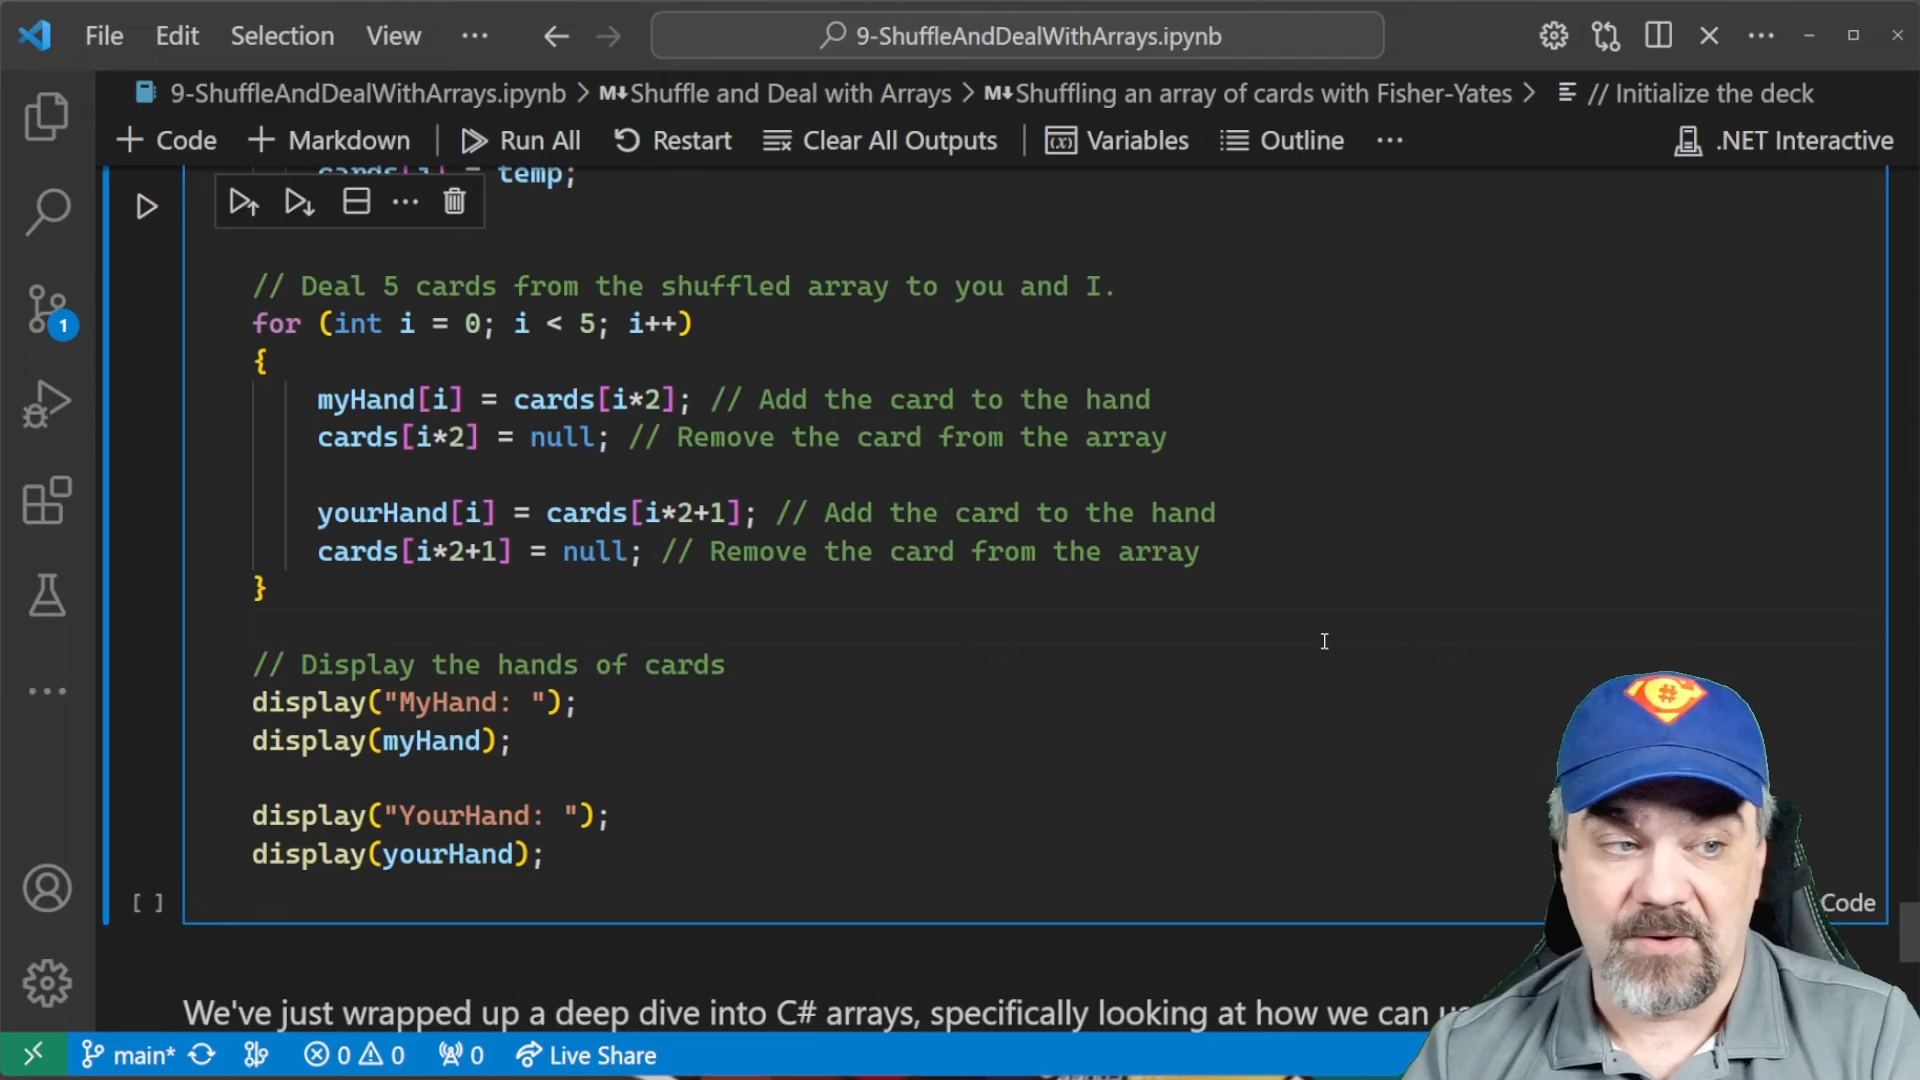 File Edit Selection View ··· 9-ShuffleAndDealWithArrays.ipynb
9-ShuffleAndDealWithArrays.ipynb > M↓Shuffle and Deal with Arrays > M↓Shuffling an array of cards with Fisher-Yates > // Initialize the deck
+ Code + Markdown Run All Restart Clear All Outputs Variables Outline ··· .NET Interactive
= temp;
// Deal 5 cards from the shuffled array to you and I.
for (int i = 0; i < 5; i++)
{
myHand[i] = cards[i*2]; // Add the card to the hand
cards[i*2] = null; // Remove the card from the array
yourHand[i] = cards[i*2+1]; // Add the card to the hand
cards[i*2+1] = null; // Remove the card from the array
}
// Display the hands of cards
display("MyHand: ");
display(myHand);
display("YourHand: ");
display(yourHand);
[ ] Code
We've just wrapped up a deep dive into C# arrays, specifically looking at how we can
main* 0 0 0 Live Share
1
#